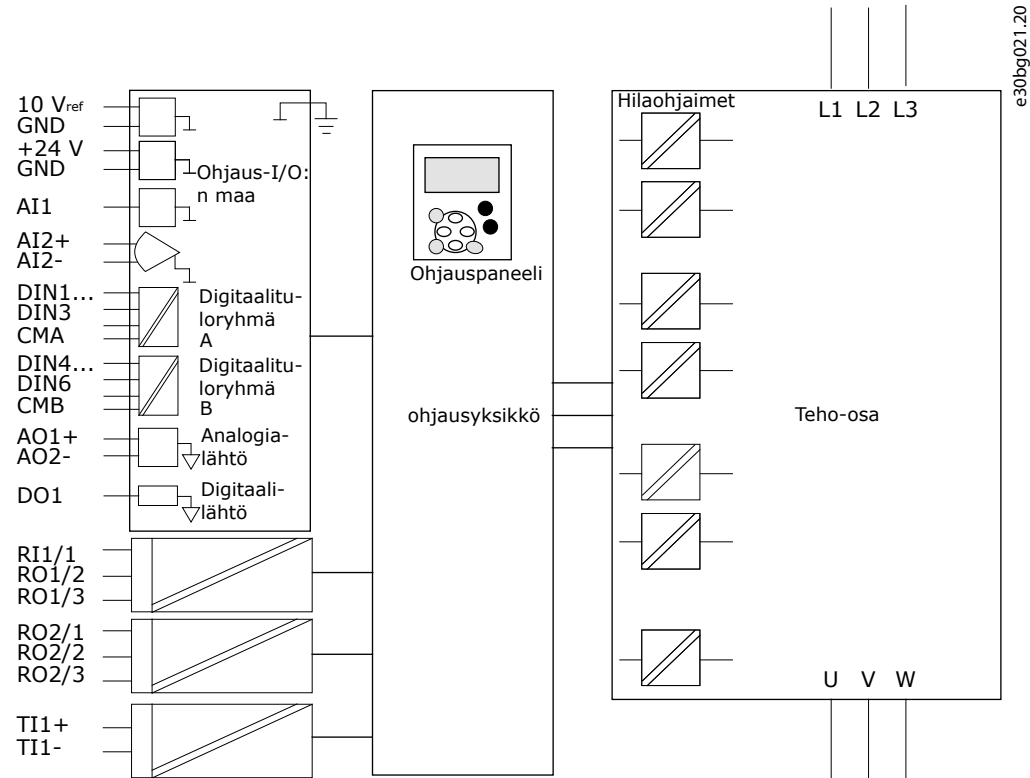 10 Vref
GND
+24 V
GND
AI1
AI2+
AI2-
DIN1...
DIN3
CMA
DIN4...
DIN6
CMB
AO1+
AO2-
DO1
RI1/1
RO1/2
RO1/3
RO2/1
RO2/2
RO2/3
TI1+
TI1-
Ohjaus-I/O:
n maa
Digitaalitu-
loryhmä
A
Digitaalitu-
loryhmä
B
Analogia-
lähtö
Digitaali-
lähtö
Ohjauspaneeli
ohjausyksikkö
Hilaohjaimet
L1 L2 L3
Teho-osa
U V W
e30bg021.20